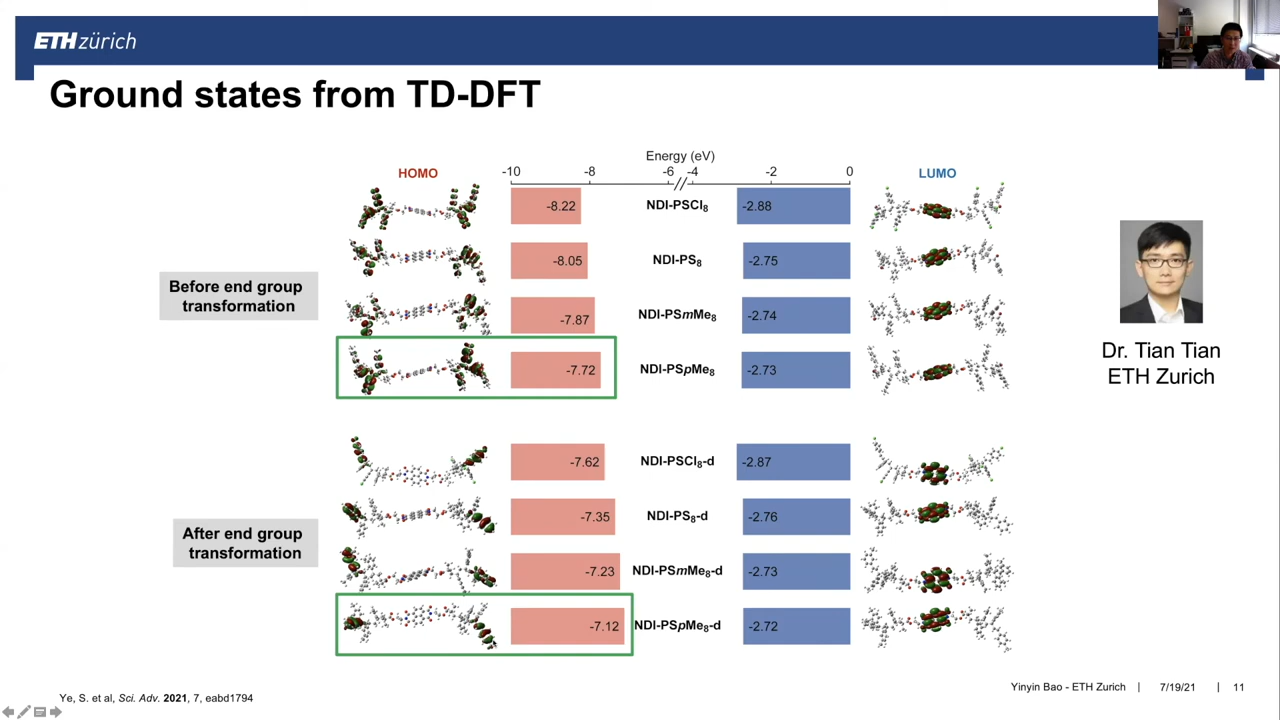 ETH zürich
Ground states from TD-DFT
Energy (eV)
HOMO
-10 -8 -6 -4 -2 0
LUMO
-8.22 NDI-PSCl8 -2.88
-8.05 NDI-PS8 -2.75
Before end group
transformation
-7.87 NDI-PSmMe8 -2.74
-7.72 NDI-PSpMe8 -2.73
Dr. Tian Tian
ETH Zurich
-7.62 NDI-PSCl8-d -2.87
-7.35 NDI-PS8-d -2.76
After end group
transformation
-7.23 NDI-PSmMe8-d -2.73
-7.12 NDI-PSpMe8-d -2.72
Ye, S. et al, Sci. Adv. 2021, 7, eabd1794
Yinyin Bao - ETH Zurich | 7/19/21 | 11